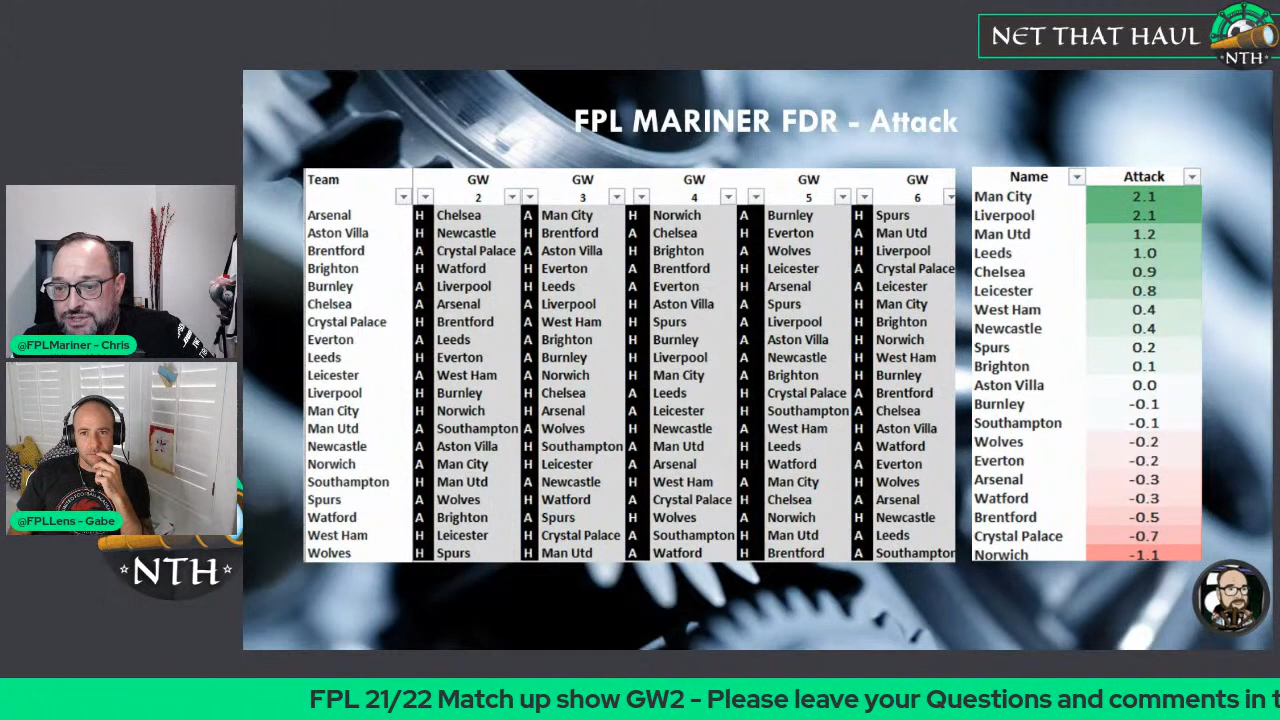 NET THAT HAUL
NTH
FPL MARINER FDR - Attack
Team GW GW GW GW GW
2 3 4 5 6
Arsenal H Chelsea A Man City H Norwich A Burnley H Spurs
Aston Villa H Newcastle H Brentford A Chelsea H Everton A Man Utd
Brentford A Crystal Palace A Aston Villa H Brighton A Wolves H Liverpool
Brighton H Watford H Everton A Brentford H Leicester A Crystal Palace
Burnley A Liverpool H Leeds A Everton H Arsenal A Leicester
Chelsea A Arsenal A Liverpool H Aston Villa A Spurs H Man City
Crystal Palace H Brentford A West Ham H Spurs A Liverpool H Brighton
Everton A Leeds A Brighton H Burnley A Aston Villa H Norwich
Leeds H Everton A Burnley H Liverpool A Newcastle H West Ham
Leicester A West Ham A Norwich H Man City A Brighton H Burnley
Liverpool H Burnley H Chelsea A Leeds H Crystal Palace A Brentford
Man City H Norwich H Arsenal A Leicester H Southampton A Chelsea
Man Utd A Southampton A Wolves H Newcastle A West Ham H Aston Villa
Newcastle A Aston Villa H Southampton A Man Utd H Leeds A Watford
Norwich A Man City H Leicester A Arsenal H Watford A Everton
Southampton H Man Utd A Newcastle H West Ham A Man City H Wolves
Spurs A Wolves H Watford A Crystal Palace H Chelsea A Arsenal
Watford A Brighton A Spurs H Wolves A Norwich H Newcastle
West Ham H Leicester H Crystal Palace A Southampton H Man Utd A Leeds
Wolves H Spurs H Man Utd A Watford H Brentford A Southampton
Name Attack
Man City 2.1
Liverpool 2.1
Man Utd 1.2
Leeds 1.0
Chelsea 0.9
Leicester 0.8
West Ham 0.4
Newcastle 0.4
Spurs 0.2
Brighton 0.1
Aston Villa 0.0
Burnley -0.1
Southampton -0.1
Wolves -0.2
Everton -0.2
Arsenal -0.3
Watford -0.3
Brentford -0.5
Crystal Palace -0.7
Norwich -1.1
@FPLMariner - Chris
@FPLLens - Gabe
NTH
FPL 21/22 Match up show GW2 - Please leave your Questions and comments in t